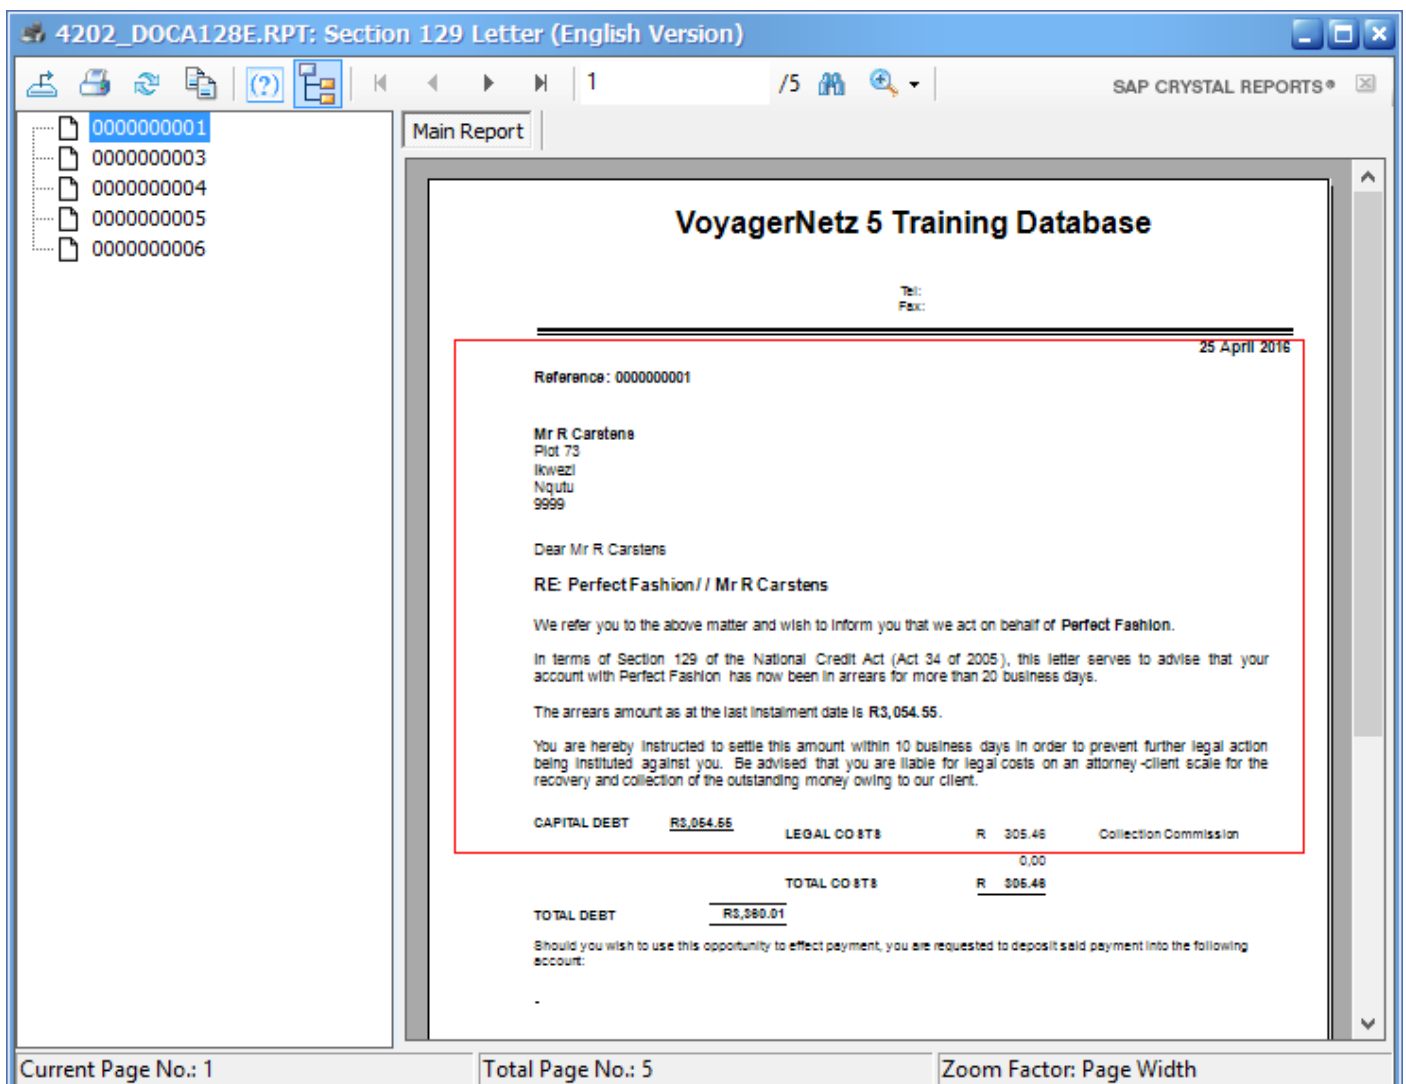 4202_DOCA128E.RPT: Section 129 Letter (English Version)
1 /5 SAP CRYSTAL REPORTS®
0000000001
0000000003
0000000004
0000000005
0000000006
Main Report
VoyagerNetz 5 Training Database
Tel:
Fax:
25 April 2016
Reference: 0000000001
Mr R Carstens
Plot 73
Ikwezi
Nqutu
9999
Dear Mr R Carstens
RE: Perfect Fashion// Mr R Carstens
We refer you to the above matter and wish to inform you that we act on behalf of Perfect Fashion.
In terms of Section 129 of the National Credit Act (Act 34 of 2005), this letter serves to advise that your
account with Perfect Fashion has now been in arrears for more than 20 business days.
The arrears amount as at the last instalment date is R3,054.55.
You are hereby instructed to settle this amount within 10 business days in order to prevent further legal action
being instituted against you. Be advised that you are liable for legal costs on an attorney-client scale for the
recovery and collection of the outstanding money owing to our client.
CAPITAL DEBT R3,054.55
LEGAL COSTS R 305.46 Collection Commission
0,00
TOTAL COSTS R 305.46
TOTAL DEBT R3,360.01
Should you wish to use this opportunity to effect payment, you are requested to deposit said payment into the following
account:
-
Current Page No.: 1 Total Page No.: 5 Zoom Factor: Page Width